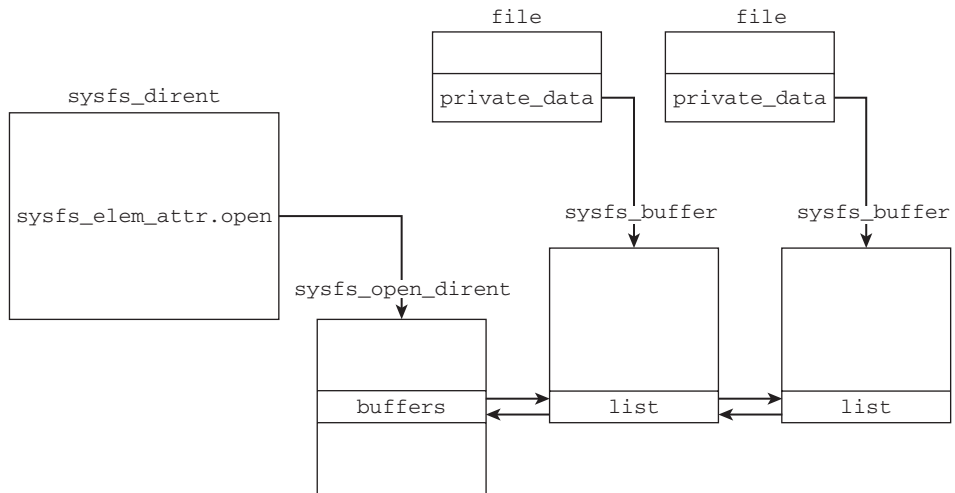 file
file
sysfs_dirent
private_data
private_data
sysfs_elem_attr.open
sysfs_buffer
sysfs_buffer
sysfs_open_dirent
buffers
list
list